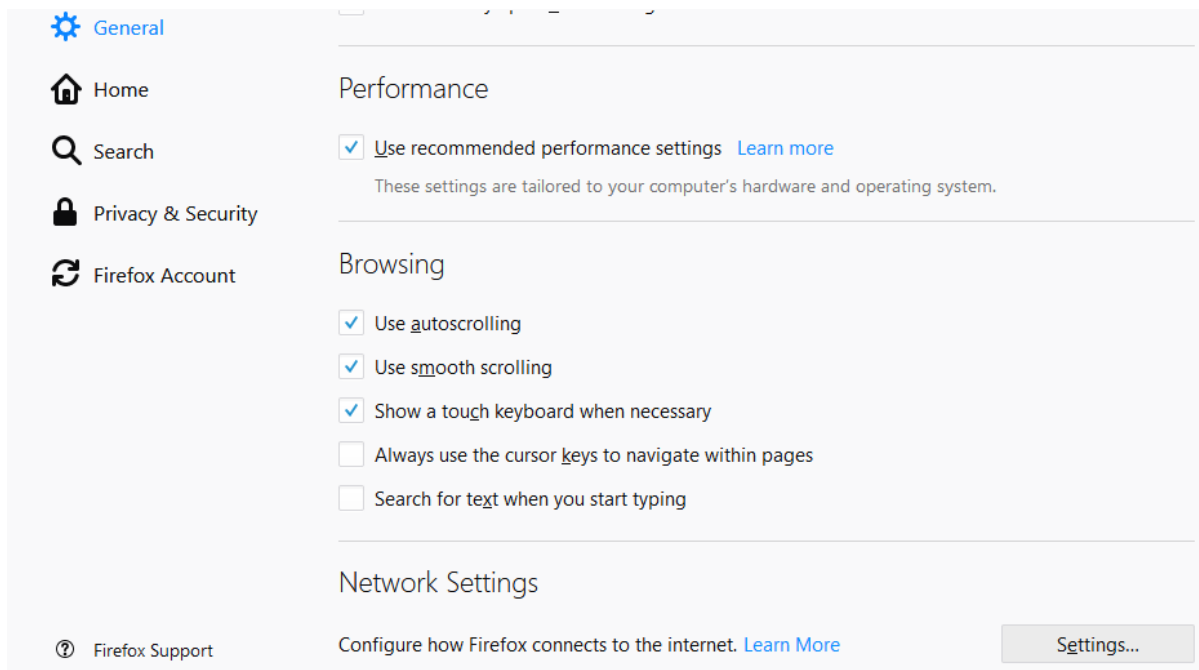 General
Home
Search
Privacy & Security
Firefox Account
Firefox Support
Performance
Use recommended performance settings Learn more
These settings are tailored to your computer's hardware and operating system.
Browsing
Use autoscrolling
Use smooth scrolling
Show a touch keyboard when necessary
Always use the cursor keys to navigate within pages
Search for text when you start typing
Network Settings
Configure how Firefox connects to the internet. Learn More
Settings...